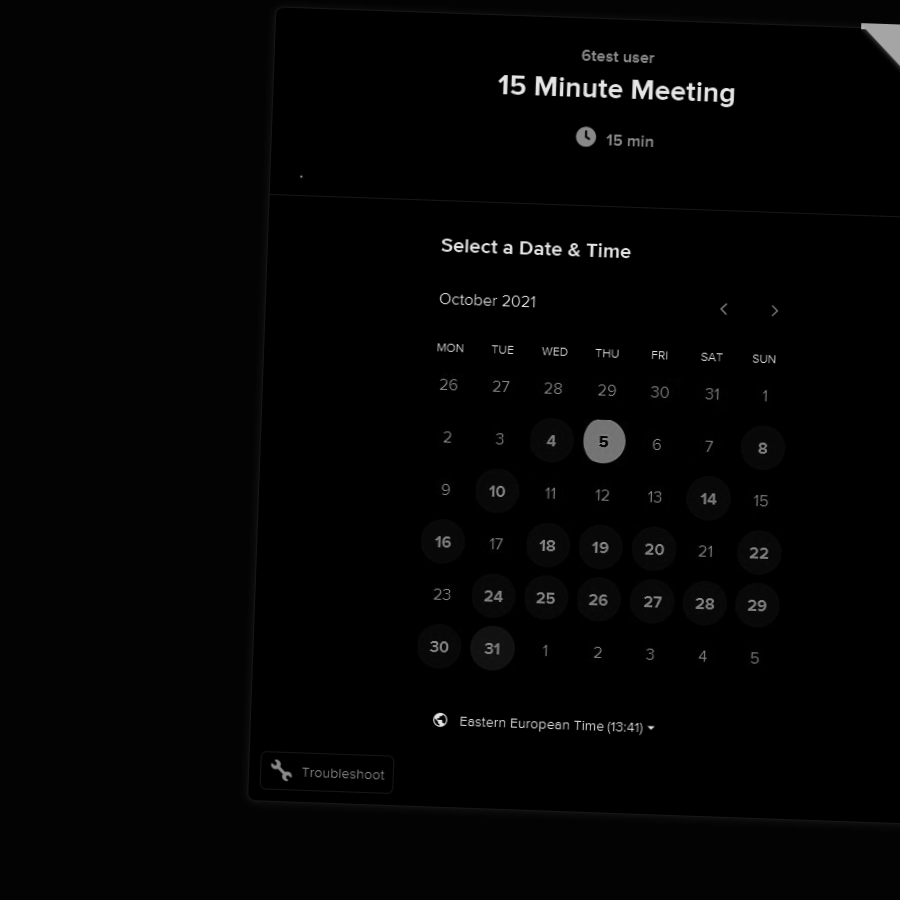 6test user
15 Minute Meeting
15 min
Select a Date & Time
October 2021
MON TUE WED THU FRI SAT SUN
26 27 28 29 30 31 1
2 3 4 5 6 7 8
9 10 11 12 13 14 15
16 17 18 19 20 21 22
23 24 25 26 27 28 29
30 31 1 2 3 4 5
Eastern European Time (13:41)
Troubleshoot